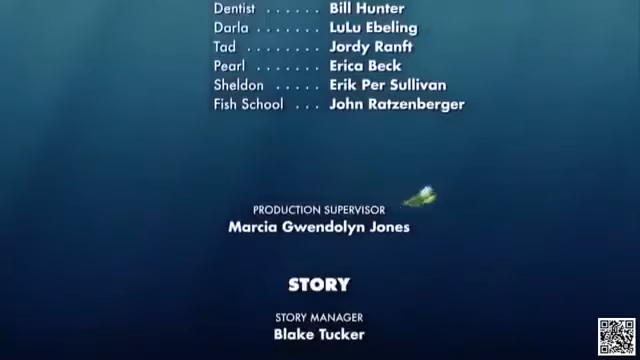 Dentist . . . . . . Bill Hunter
Darla . . . . . . . LuLu Ebeling
Tad . . . . . . . Jordy Ranft
Pearl . . . . . . . Erica Beck
Sheldon . . . . . Erik Per Sullivan
Fish School . . . John Ratzenberger
PRODUCTION SUPERVISOR
Marcia Gwendolyn Jones
STORY
STORY MANAGER
Blake Tucker